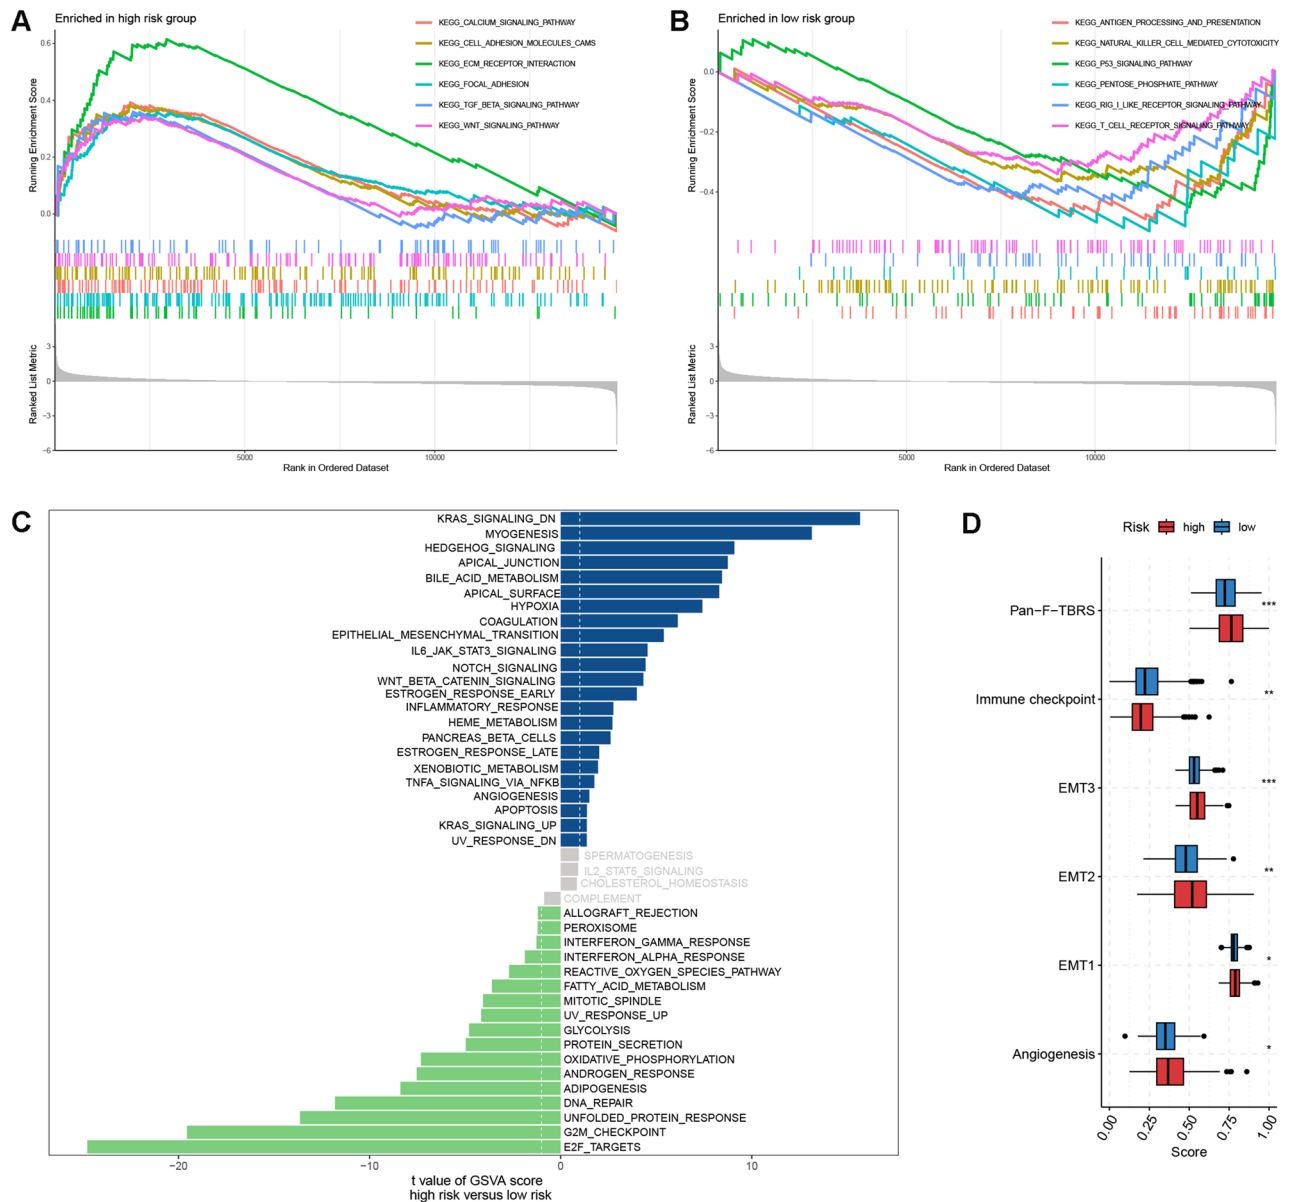 A
Enriched in high risk group
KEGG_CALCIUM_SIGNALING_PATHWAY
KEGG_CELL_ADHESION_MOLECULES_CAMS
KEGG_ECM_RECEPTOR_INTERACTION
KEGG_FOCAL_ADHESION
KEGG_TGF_BETA_SIGNALING_PATHWAY
KEGG_WNT_SIGNALING_PATHWAY
Running Enrichment Score
0.6
0.4
0.2
0.0
Ranked List Metric
3
0
−3
−6
5000
10000
Rank in Ordered Dataset
B
Enriched in low risk group
KEGG_ANTIGEN_PROCESSING_AND_PRESENTATION
KEGG_NATURAL_KILLER_CELL_MEDIATED_CYTOTOXICITY
KEGG_P53_SIGNALING_PATHWAY
KEGG_PENTOSE_PHOSPHATE_PATHWAY
KEGG_RIG_I_LIKE_RECEPTOR_SIGNALING_PATHWAY
KEGG_T_CELL_RECEPTOR_SIGNALING_PATHWAY
Running Enrichment Score
0.0
−0.2
−0.4
Ranked List Metric
3
0
−3
−6
5000
10000
Rank in Ordered Dataset
C
KRAS_SIGNALING_DN
MYOGENESIS
HEDGEHOG_SIGNALING
APICAL_JUNCTION
BILE_ACID_METABOLISM
APICAL_SURFACE
HYPOXIA
COAGULATION
EPITHELIAL_MESENCHYMAL_TRANSITION
IL6_JAK_STAT3_SIGNALING
NOTCH_SIGNALING
WNT_BETA_CATENIN_SIGNALING
ESTROGEN_RESPONSE_EARLY
INFLAMMATORY_RESPONSE
HEME_METABOLISM
PANCREAS_BETA_CELLS
ESTROGEN_RESPONSE_LATE
XENOBIOTIC_METABOLISM
TNFA_SIGNALING_VIA_NFKB
ANGIOGENESIS
APOPTOSIS
KRAS_SIGNALING_UP
UV_RESPONSE_DN
SPERMATOGENESIS
IL2_STAT5_SIGNALING
CHOLESTEROL_HOMEOSTASIS
COMPLEMENT
ALLOGRAFT_REJECTION
PEROXISOME
INTERFERON_GAMMA_RESPONSE
INTERFERON_ALPHA_RESPONSE
REACTIVE_OXYGEN_SPECIES_PATHWAY
FATTY_ACID_METABOLISM
MITOTIC_SPINDLE
UV_RESPONSE_UP
GLYCOLYSIS
PROTEIN_SECRETION
OXIDATIVE_PHOSPHORYLATION
ANDROGEN_RESPONSE
ADIPOGENESIS
DNA_REPAIR
UNFOLDED_PROTEIN_RESPONSE
G2M_CHECKPOINT
E2F_TARGETS
−20
−10
0
10
t value of GSVA score
high risk versus low risk
D
Risk high low
Pan−F−TBRS
***
Immune checkpoint
**
EMT3
***
EMT2
**
EMT1
*
Angiogenesis
*
0.00
0.25
0.50
0.75
1.00
Score